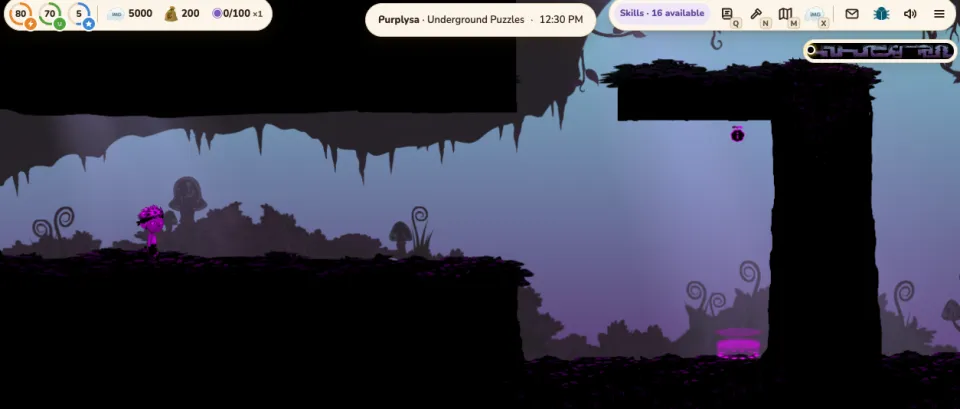 80
70
5
5000
200
0/100 ×1
Purplysa · Underground Puzzles · 12:30 PM
Skills · 16 available
Q
N
M
X